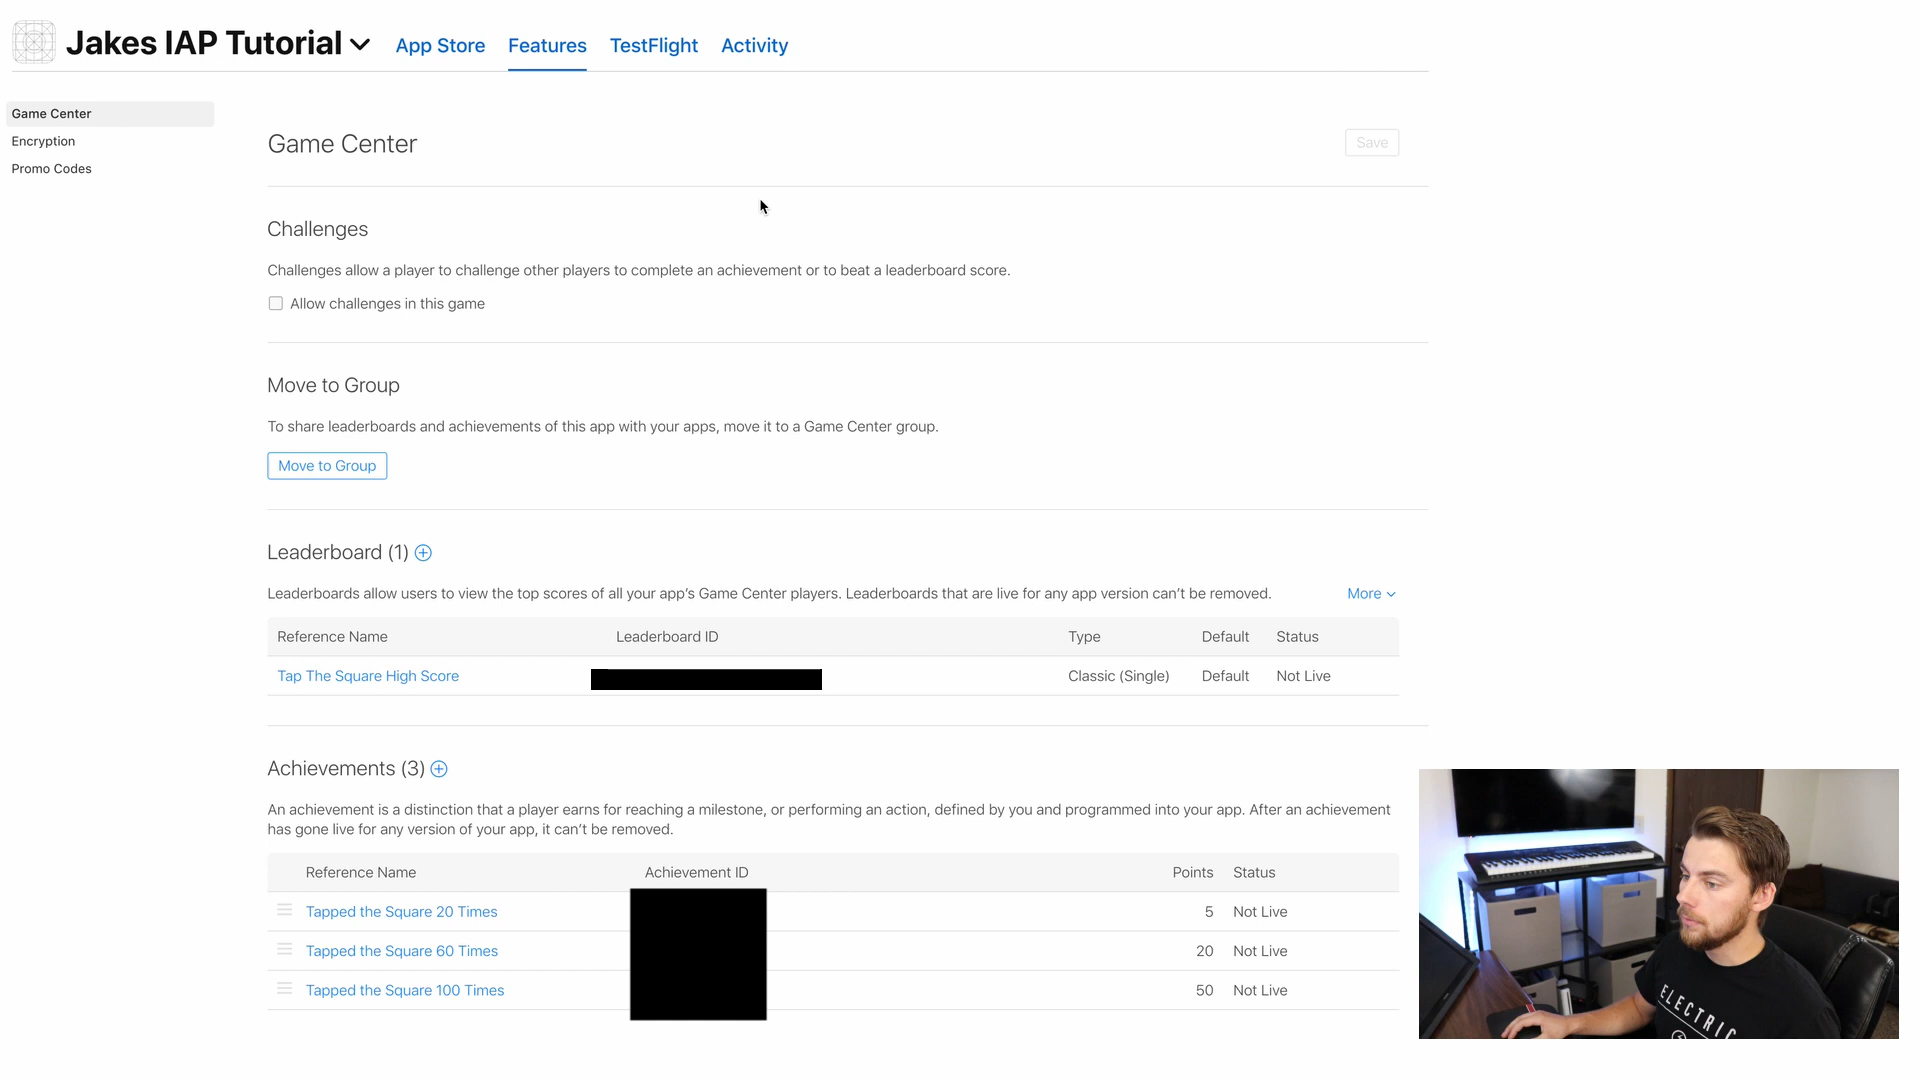 Jakes IAP Tutorial App Store Features TestFlight Activity
Game Center
Encryption
Promo Codes
Game Center
Save
Challenges
Challenges allow a player to challenge other players to complete an achievement or to beat a leaderboard score.
Allow challenges in this game
Move to Group
To share leaderboards and achievements of this app with your apps, move it to a Game Center group.
Move to Group
Leaderboard (1)
Leaderboards allow users to view the top scores of all your app's Game Center players. Leaderboards that are live for any app version can't be removed. More
Reference Name Leaderboard ID Type Default Status
Tap The Square High Score Classic (Single) Default Not Live
Achievements (3)
An achievement is a distinction that a player earns for reaching a milestone, or performing an action, defined by you and programmed into your app. After an achievement
has gone live for any version of your app, it can't be removed.
Reference Name Achievement ID Points Status
Tapped the Square 20 Times 5 Not Live
Tapped the Square 60 Times 20 Not Live
Tapped the Square 100 Times 50 Not Live
ELECTRIC